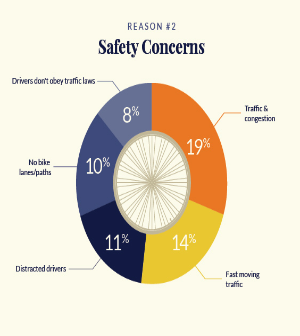 REASON #2
Safety Concerns
Drivers don't obey traffic laws
8%
Traffic &
congestion
19%
No bike
lanes/paths
10%
11%
14%
Distracted drivers
Fast moving
traffic